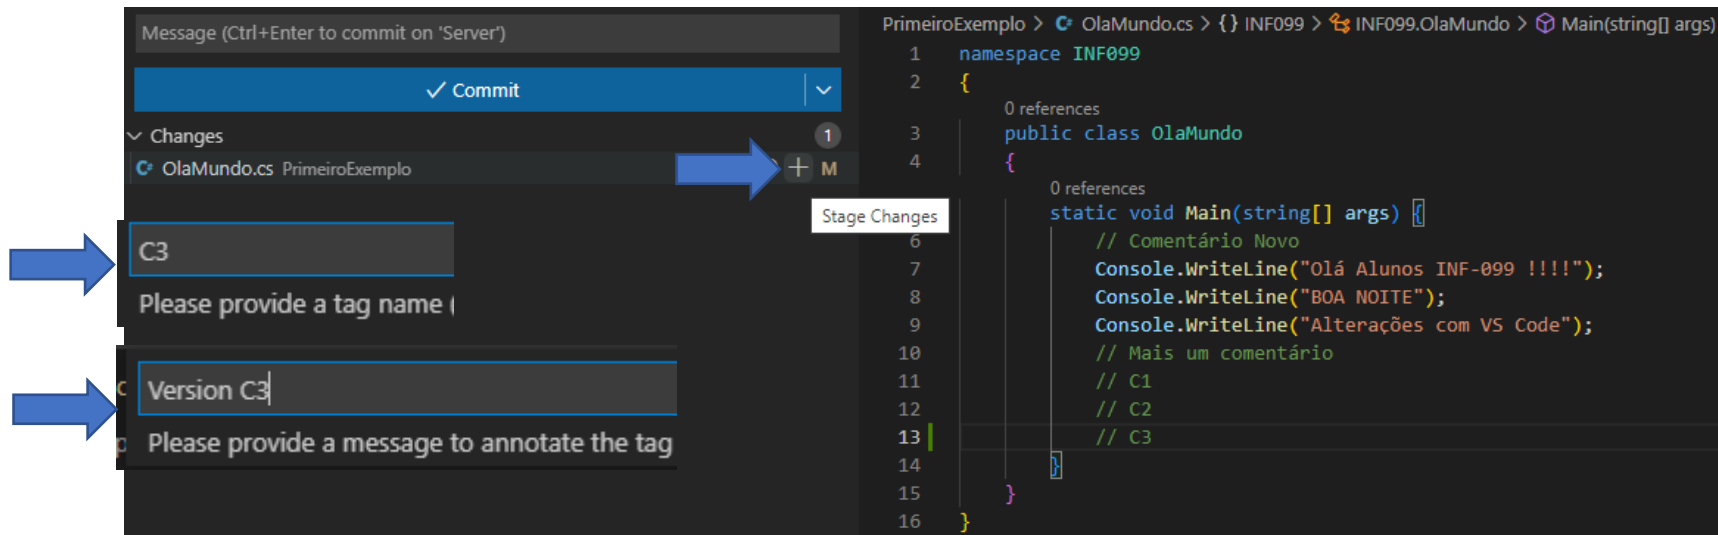 Message (Ctrl+Enter to commit on 'Server')
Commit
Changes
1
OlaMundo.cs PrimeiroExemplo
M
Stage Changes
C3
Please provide a tag name (
Version C3
Please provide a message to annotate the tag
PrimeiroExemplo > OlaMundo.cs > {} INF099 > INF099.OlaMundo > Main(string[] args)
1 namespace INF099
2 {
0 references
3 public class OlaMundo
4 {
0 references
static void Main(string[] args) {
6 // Comentário Novo
7 Console.WriteLine("Olá Alunos INF-099 !!!!");
8 Console.WriteLine("BOA NOITE");
9 Console.WriteLine("Alterações com VS Code");
10 // Mais um comentário
11 // C1
12 // C2
13 // C3
14 }
15 }
16 }